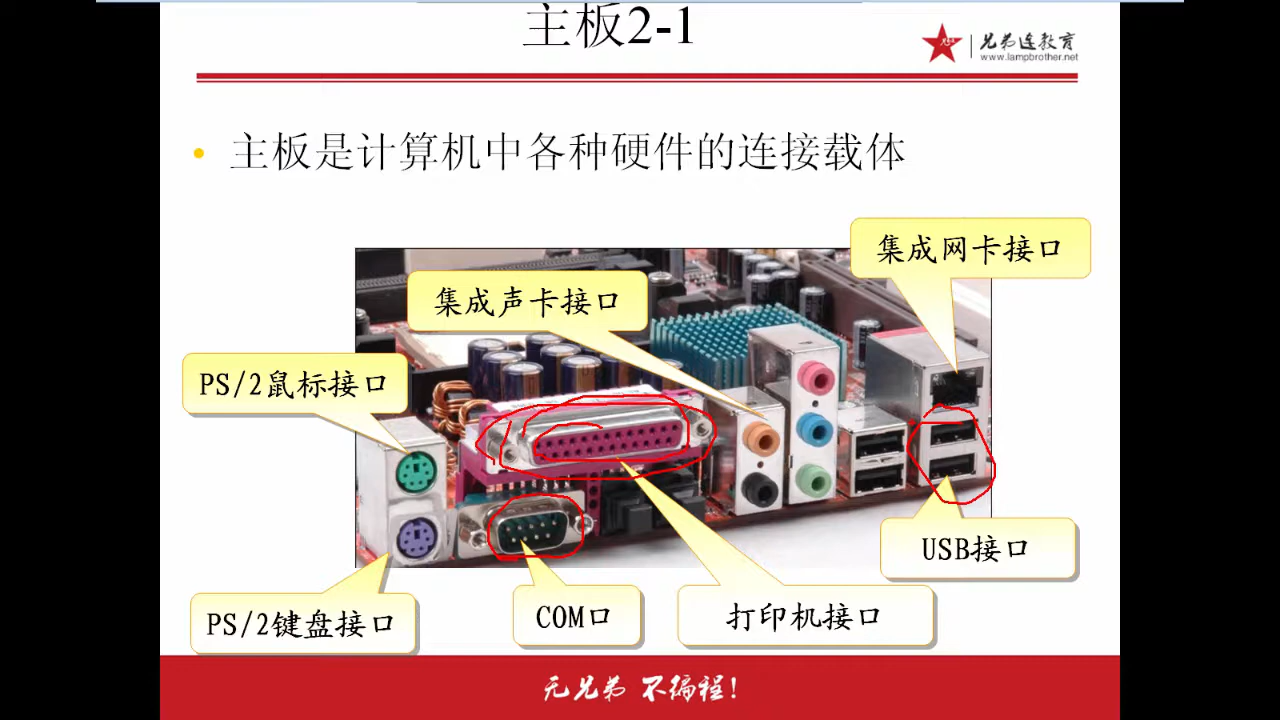 主板2-1
兄弟连教育
www.lampbrother.net
主板是计算机中各种硬件的连接载体
集成网卡接口
集成声卡接口
PS/2鼠标接口
USB接口
PS/2键盘接口
COM口
打印机接口
无兄弟 不编程！